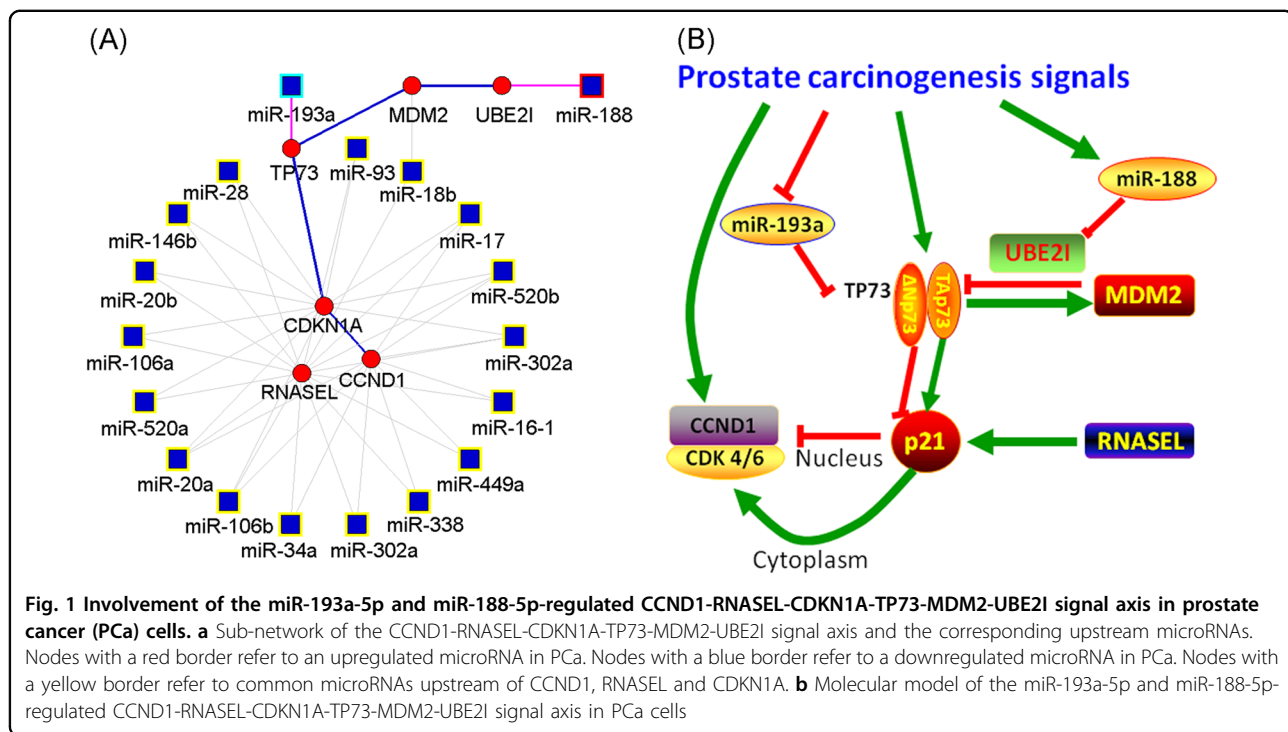 (A)
miR-193a
MDM2
UBE2I
miR-188
TP73
miR-93
miR-18b
miR-28
miR-146b
miR-17
miR-20b
miR-520b
CDKN1A
miR-106a
miR-302a
RNASEL
CCND1
miR-520a
miR-16-1
miR-20a
miR-449a
miR-106b
miR-338
miR-34a
miR-302a
(B)
Prostate carcinogenesis signals
miR-188
miR-193a
UBE2I
TP73
ΔNp73
TAp73
MDM2
CCND1
CDK 4/6
Nucleus
p21
RNASEL
Cytoplasm
Fig. 1 Involvement of the miR-193a-5p and miR-188-5p-regulated CCND1-RNASEL-CDKN1A-TP73-MDM2-UBE2I signal axis in prostate
cancer (PCa) cells. a Sub-network of the CCND1-RNASEL-CDKN1A-TP73-MDM2-UBE2I signal axis and the corresponding upstream microRNAs.
Nodes with a red border refer to an upregulated microRNA in PCa. Nodes with a blue border refer to a downregulated microRNA in PCa. Nodes with
a yellow border refer to common microRNAs upstream of CCND1, RNASEL and CDKN1A. b Molecular model of the miR-193a-5p and miR-188-5p-
regulated CCND1-RNASEL-CDKN1A-TP73-MDM2-UBE2I signal axis in PCa cells